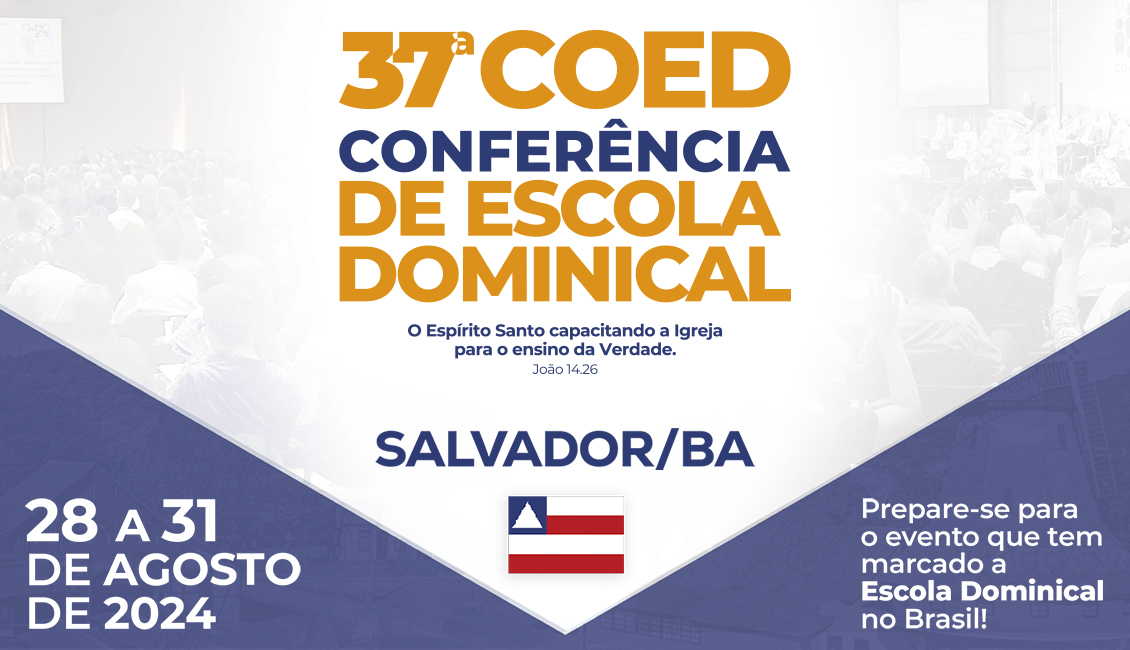 37ª COED
CONFERÊNCIA
DE ESCOLA
DOMINICAL
O Espírito Santo capacitando a Igreja
para o ensino da Verdade.
João 14.26
SALVADOR/BA
28 A 31
DE AGOSTO
DE 2024
Prepare-se para
o evento que tem
marcado a
Escola Dominical
no Brasil!